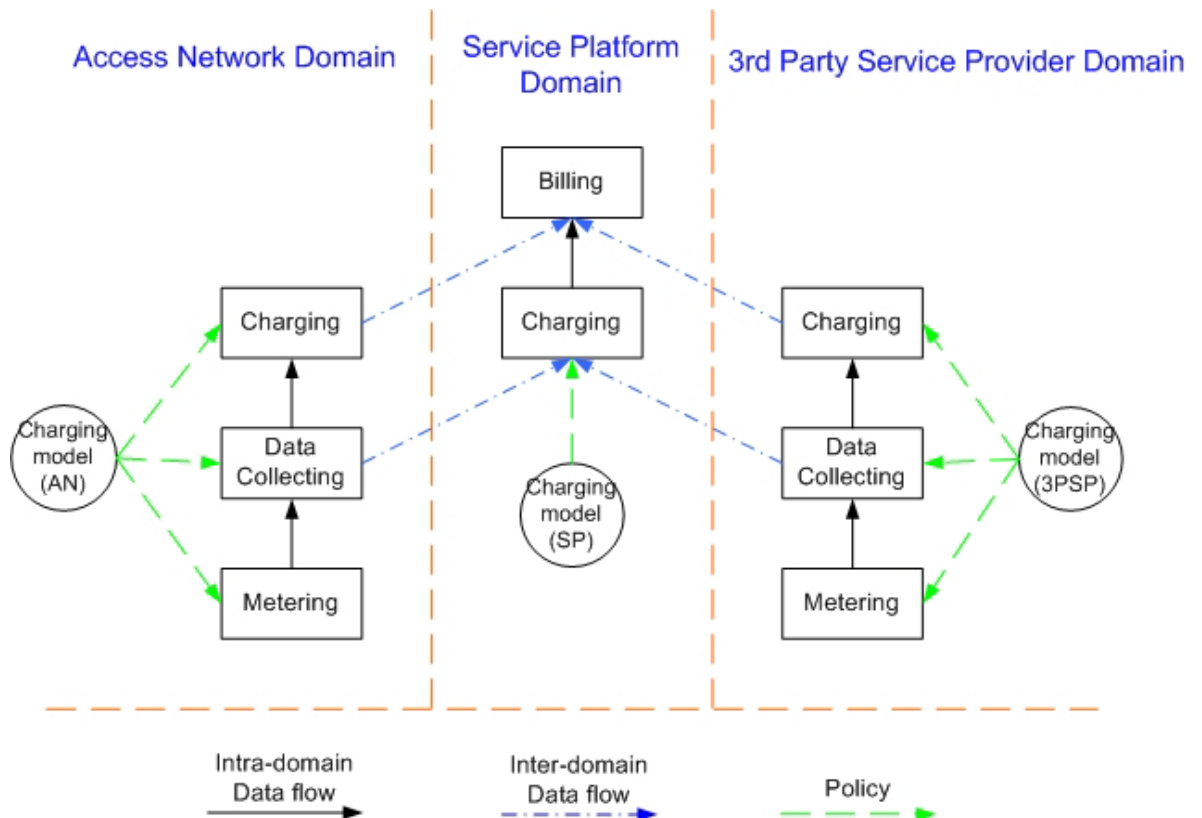 Access Network Domain
Service Platform
Domain
3rd Party Service Provider Domain
Billing
Charging
Charging
Charging
Charging
model
(AN)
Data
Collecting
Charging
model
(SP)
Data
Collecting
Charging
model
(3PSP)
Metering
Metering
Intra-domain
Data flow
Inter-domain
Data flow
Policy